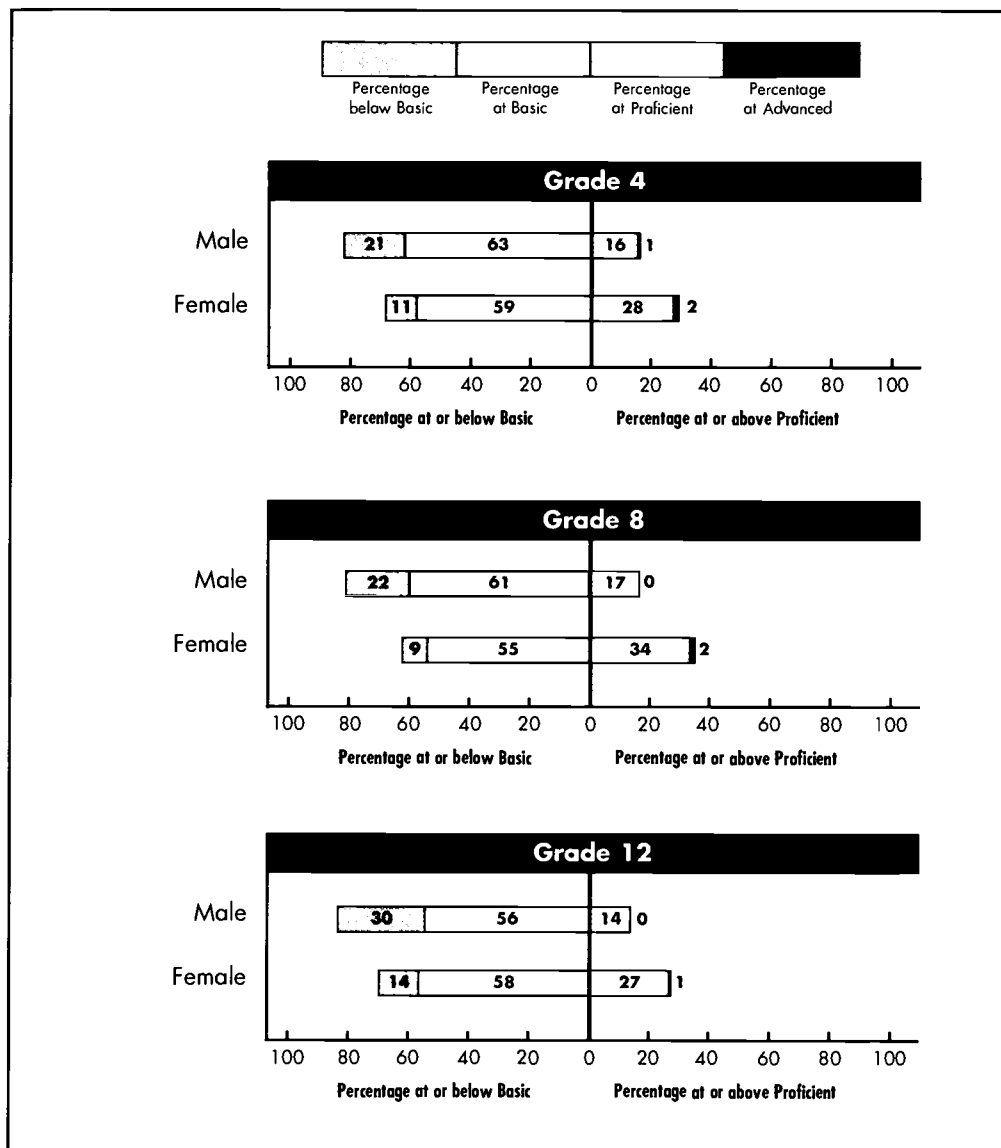 Percentage below Basic
Percentage at Basic
Percentage at Praficient
Percentage at Advanced
Grade 4
Male 21 63 16 1
Female 11 59 28 2
100 80 60 40 20 0 20 40 60 80 100
Percentage at or below Basic Percentage at or above Proficient
Grade 8
Male 22 61 17 0
Female 9 55 34 2
100 80 60 40 20 0 20 40 60 80 100
Percentage at or below Basic Percentage at or above Proficient
Grade 12
Male 30 56 14 0
Female 14 58 27 1
100 80 60 40 20 0 20 40 60 80 100
Percentage at or below Basic Percentage at or above Proficient